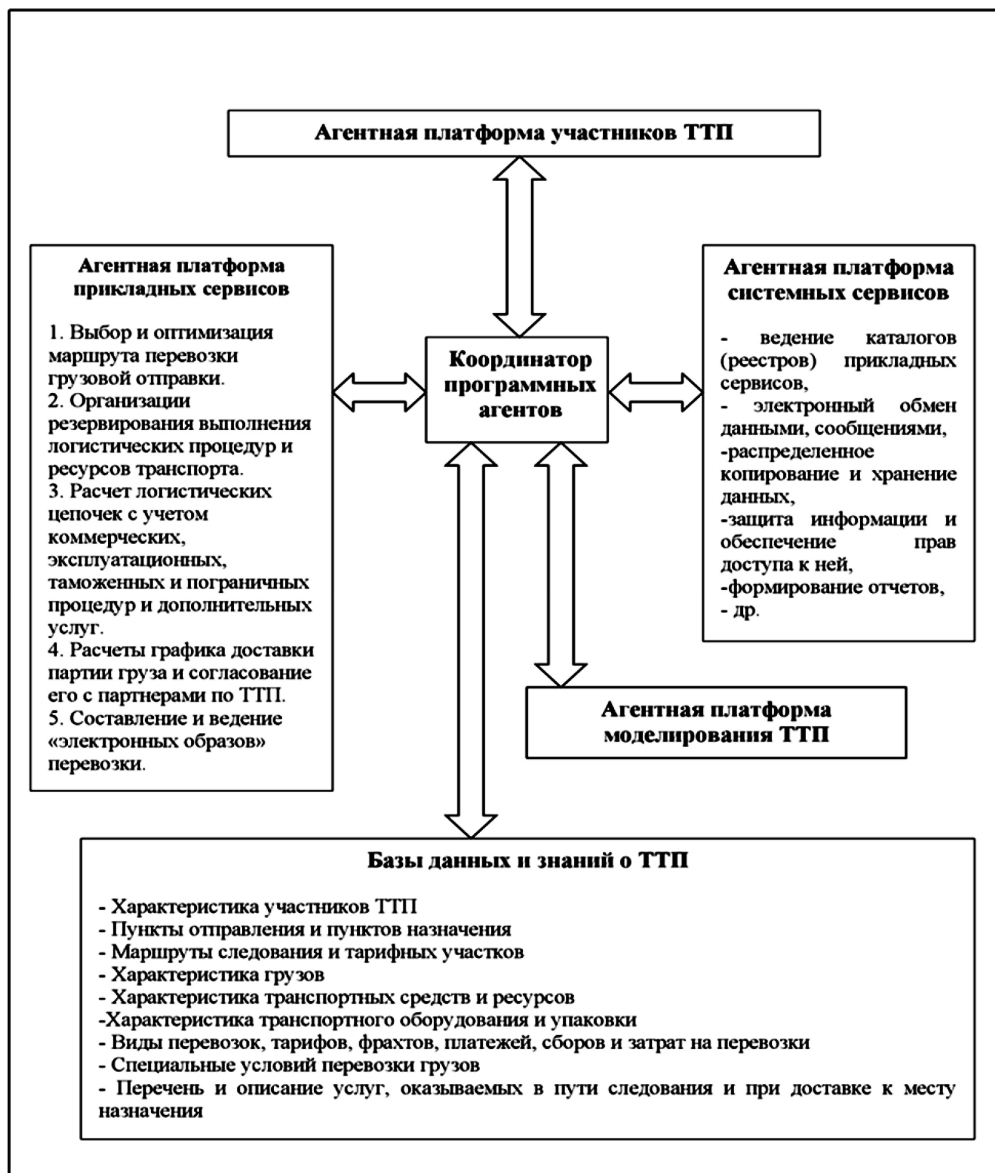 Агентная платформа участников ТТП
Агентная платформа
прикладных сервисов
1. Выбор и оптимизация
маршрута перевозки
грузовой отправки.
2. Организации
резервирования выполнения
логистических процедур и
ресурсов транспорта.
3. Расчет логистических
цепочек с учетом
коммерческих,
эксплуатационных,
таможенных и пограничных
процедур и дополнительных
услуг.
4. Расчеты графика доставки
партии груза и согласование
его с партнерами по ТТП.
5. Составление и ведение
«электронных образов»
перевозки.
Координатор
программных
агентов
Агентная платформа
системных сервисов
- ведение каталогов
(реестров) прикладных
сервисов,
- электронный обмен
данными, сообщениями,
-распределенное
копирование и хранение
данных,
-защита информации и
обеспечение прав
доступа к ней,
-формирование отчетов,
- др.
Агентная платформа
моделирования ТТП
Базы данных и знаний о ТТП
- Характеристика участников ТТП
- Пункты отправления и пунктов назначения
- Маршруты следования и тарифных участков
- Характеристика грузов
- Характеристика транспортных средств и ресурсов
-Характеристика транспортного оборудования и упаковки
- Виды перевозок, тарифов, фрахтов, платежей, сборов и затрат на перевозки
- Специальные условий перевозки грузов
- Перечень и описание услуг, оказываемых в пути следования и при доставке к месту
назначения